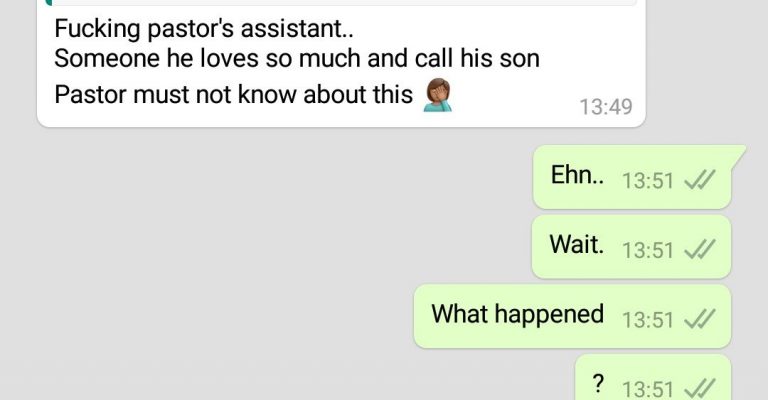 Fucking pastor's assistant..
Someone he loves so much and call his son
Pastor must not know about this 🤦🏾‍♀️
13:49
Ehn.. 13:51
Wait. 13:51
What happened 13:51
? 13:51